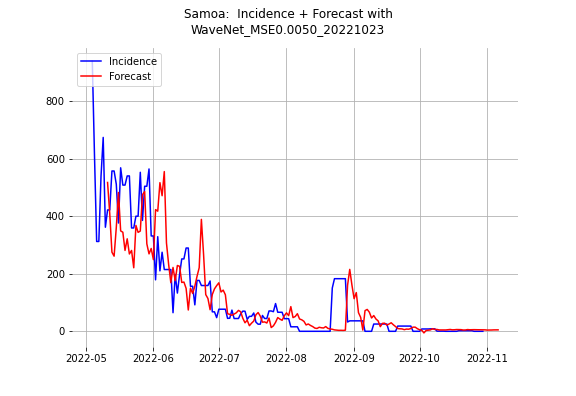 Samoa:  Incidence + Forecast with
WaveNet_MSE0.0050_20221023
Incidence
Forecast
800
600
400
200
0
2022-05 2022-06 2022-07 2022-08 2022-09 2022-10 2022-11